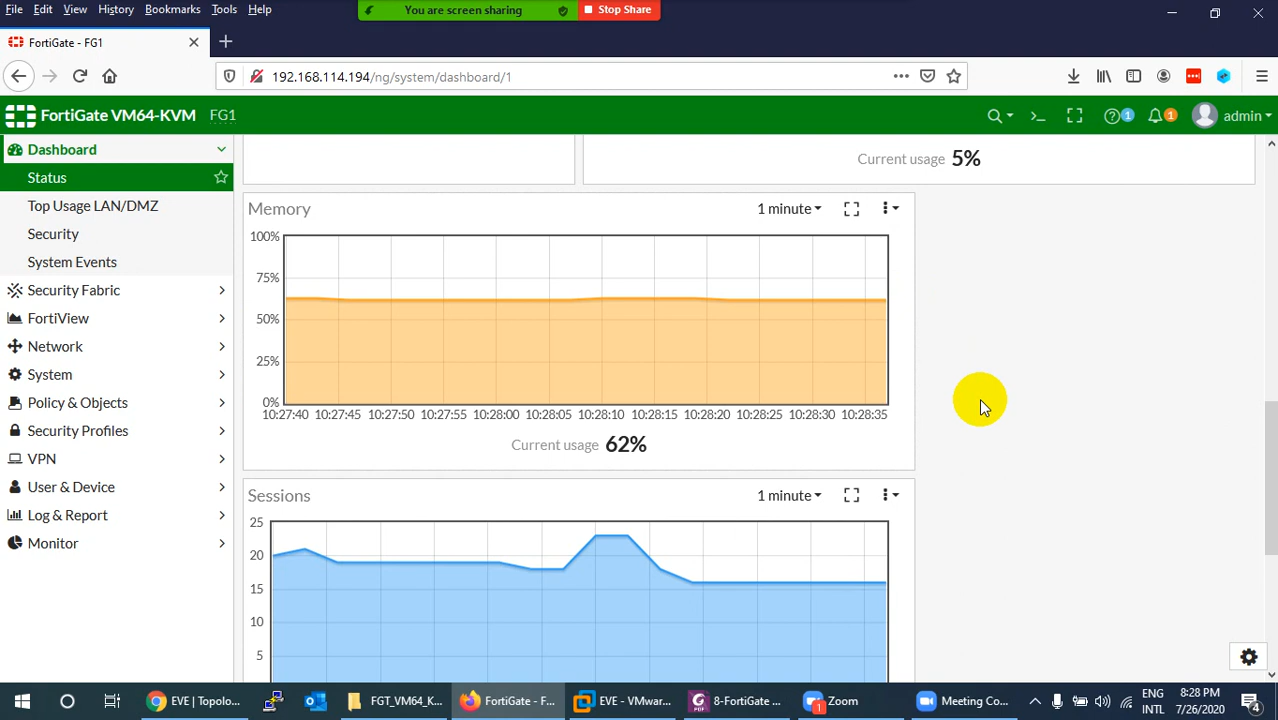 File Edit View History Bookmarks Tools Help
You are screen sharing
Stop Share
FortiGate - FG1
192.168.114.194/ng/system/dashboard/1
FortiGate VM64-KVM FG1
1
1
admin
Dashboard
Status
Top Usage LAN/DMZ
Security
System Events
Security Fabric
FortiView
Network
System
Policy & Objects
Security Profiles
VPN
User & Device
Log & Report
Monitor
Current usage 5%
Memory
1 minute
100%
75%
50%
25%
0%
10:27:40 10:27:45 10:27:50 10:27:55 10:28:00 10:28:05 10:28:10 10:28:15 10:28:20 10:28:25 10:28:30 10:28:35
Current usage 62%
Sessions
1 minute
25
20
15
10
5
EVE | Topolo...
FGT_VM64_K...
FortiGate - F...
EVE - VMwar...
8-FortiGate ...
Zoom
1
Meeting Co...
ENG
INTL
8:28 PM
7/26/2020
4